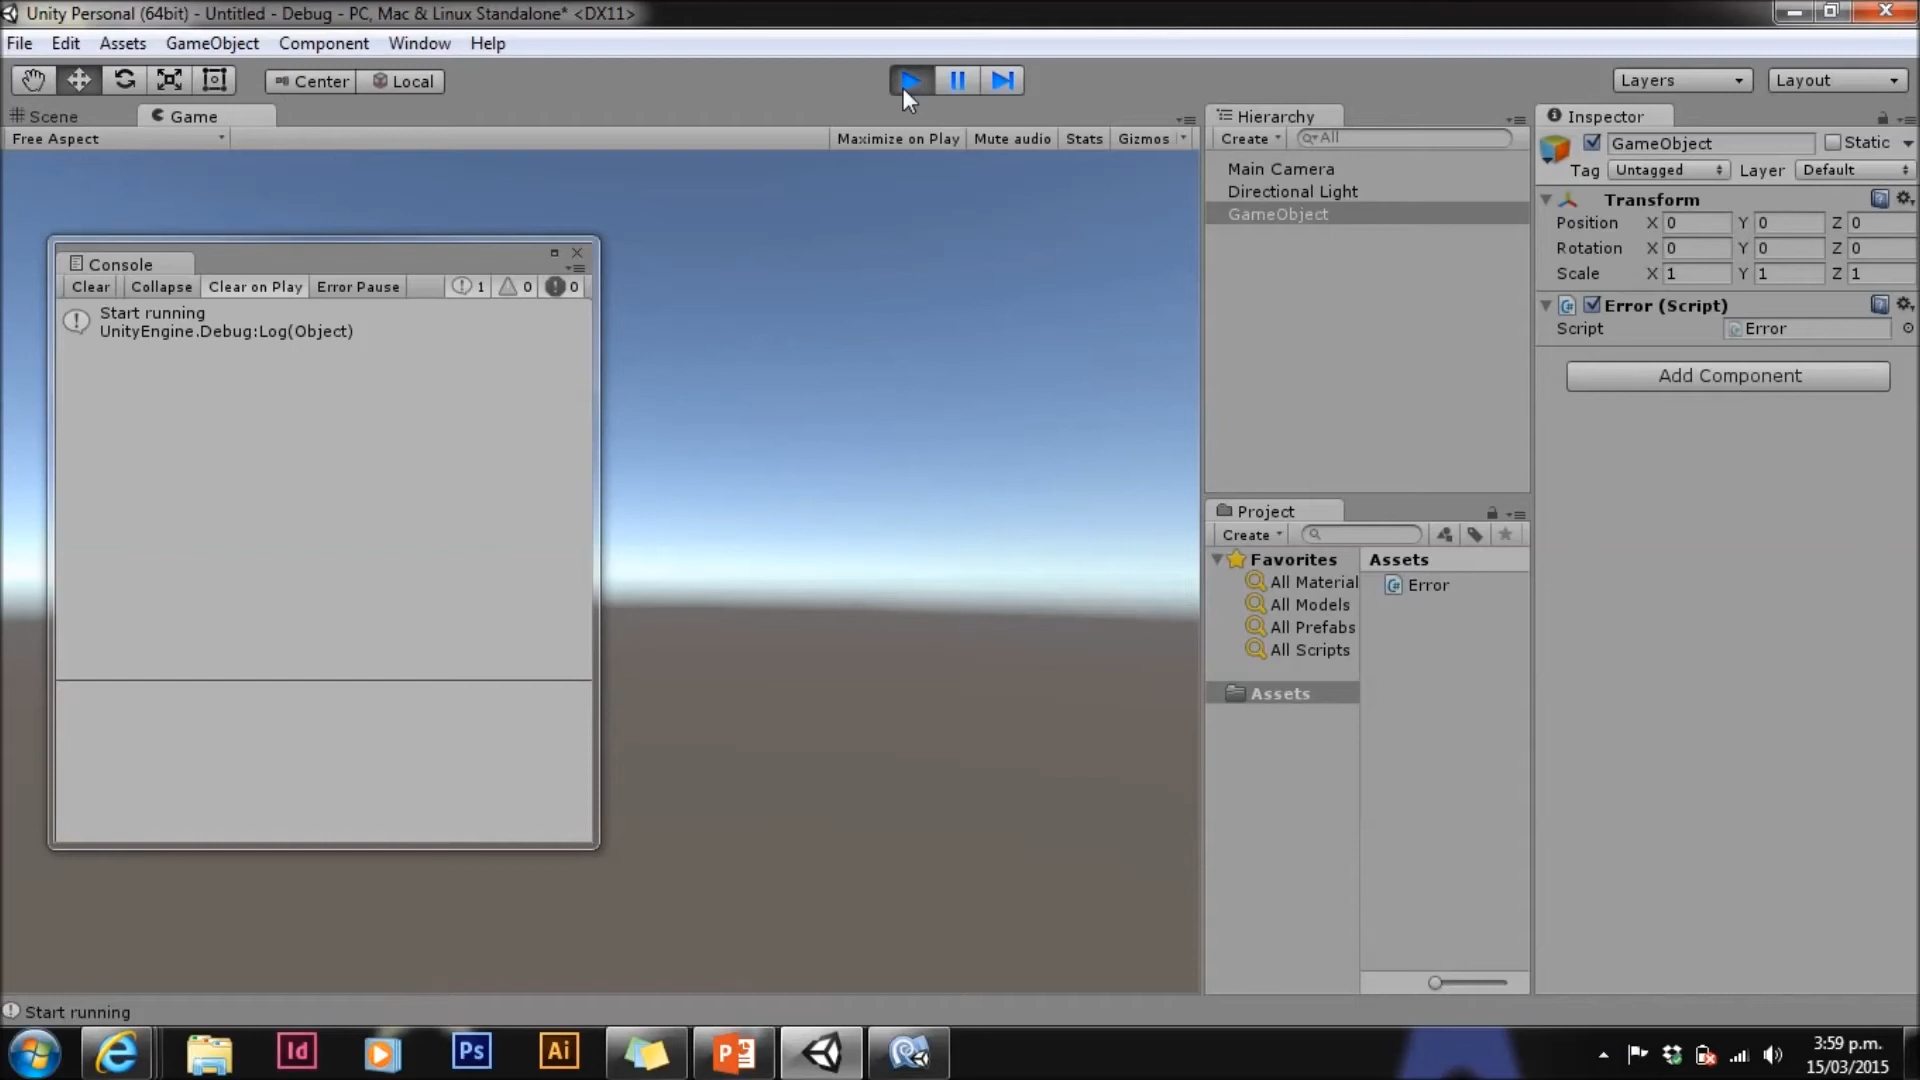 Unity Personal (64bit) - Untitled - Debug - PC, Mac & Linux Standalone* <DX11>
File Edit Assets GameObject Component Window Help
Center Local Layers Layout
Scene Game
Free Aspect Maximize on Play Mute audio Stats Gizmos
Console
Clear Collapse Clear on Play Error Pause 1 0 0
Start running
UnityEngine.Debug:Log(Object)
Hierarchy
Create All
Main Camera
Directional Light
GameObject
Project
Create
Favorites
All Material
All Models
All Prefabs
All Scripts
Assets
Assets
Error
Inspector
GameObject Static
Tag Untagged Layer Default
Transform
Position X 0 Y 0 Z 0
Rotation X 0 Y 0 Z 0
Scale X 1 Y 1 Z 1
Error (Script)
Script Error
Add Component
Start running
Id Ps Ai
3:59 p.m.
15/03/2015